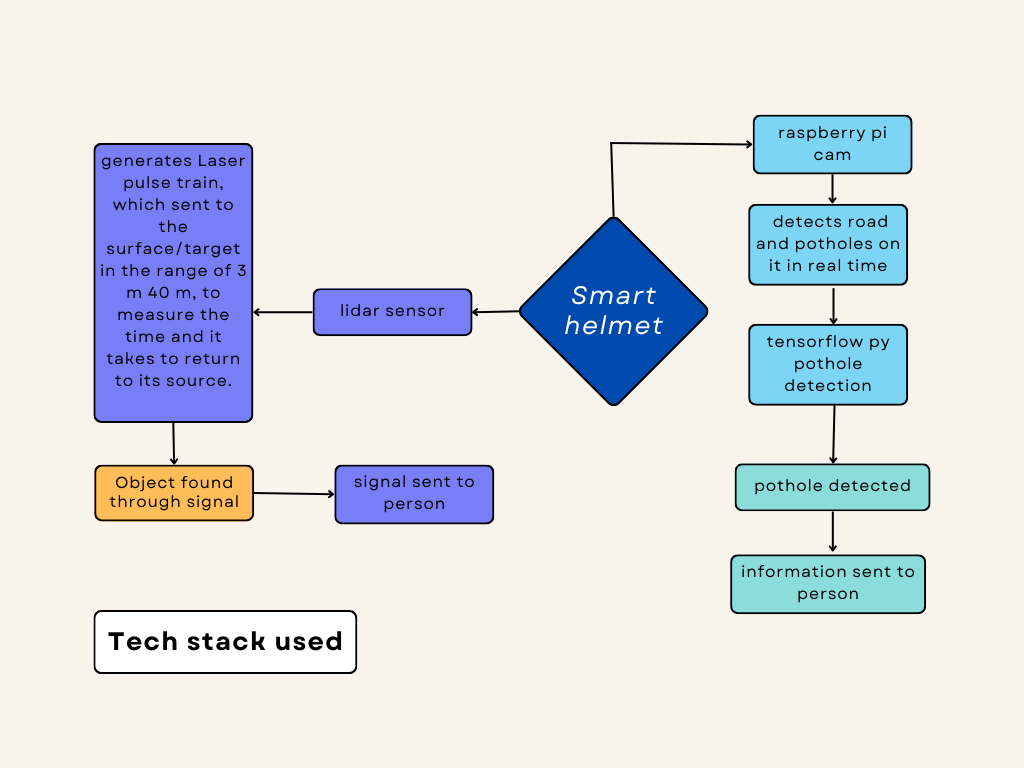 raspberry pi
cam
detects road
and potholes on
it in real time
tensorflow py
pothole
detection
pothole detected
information sent to
person
Smart
helmet
lidar sensor
generates Laser
pulse train,
which sent to
the
surface/target
in the range of 3
m 40 m, to
measure the
time and it
takes to return
to its source.
Object found
through signal
signal sent to
person
Tech stack used